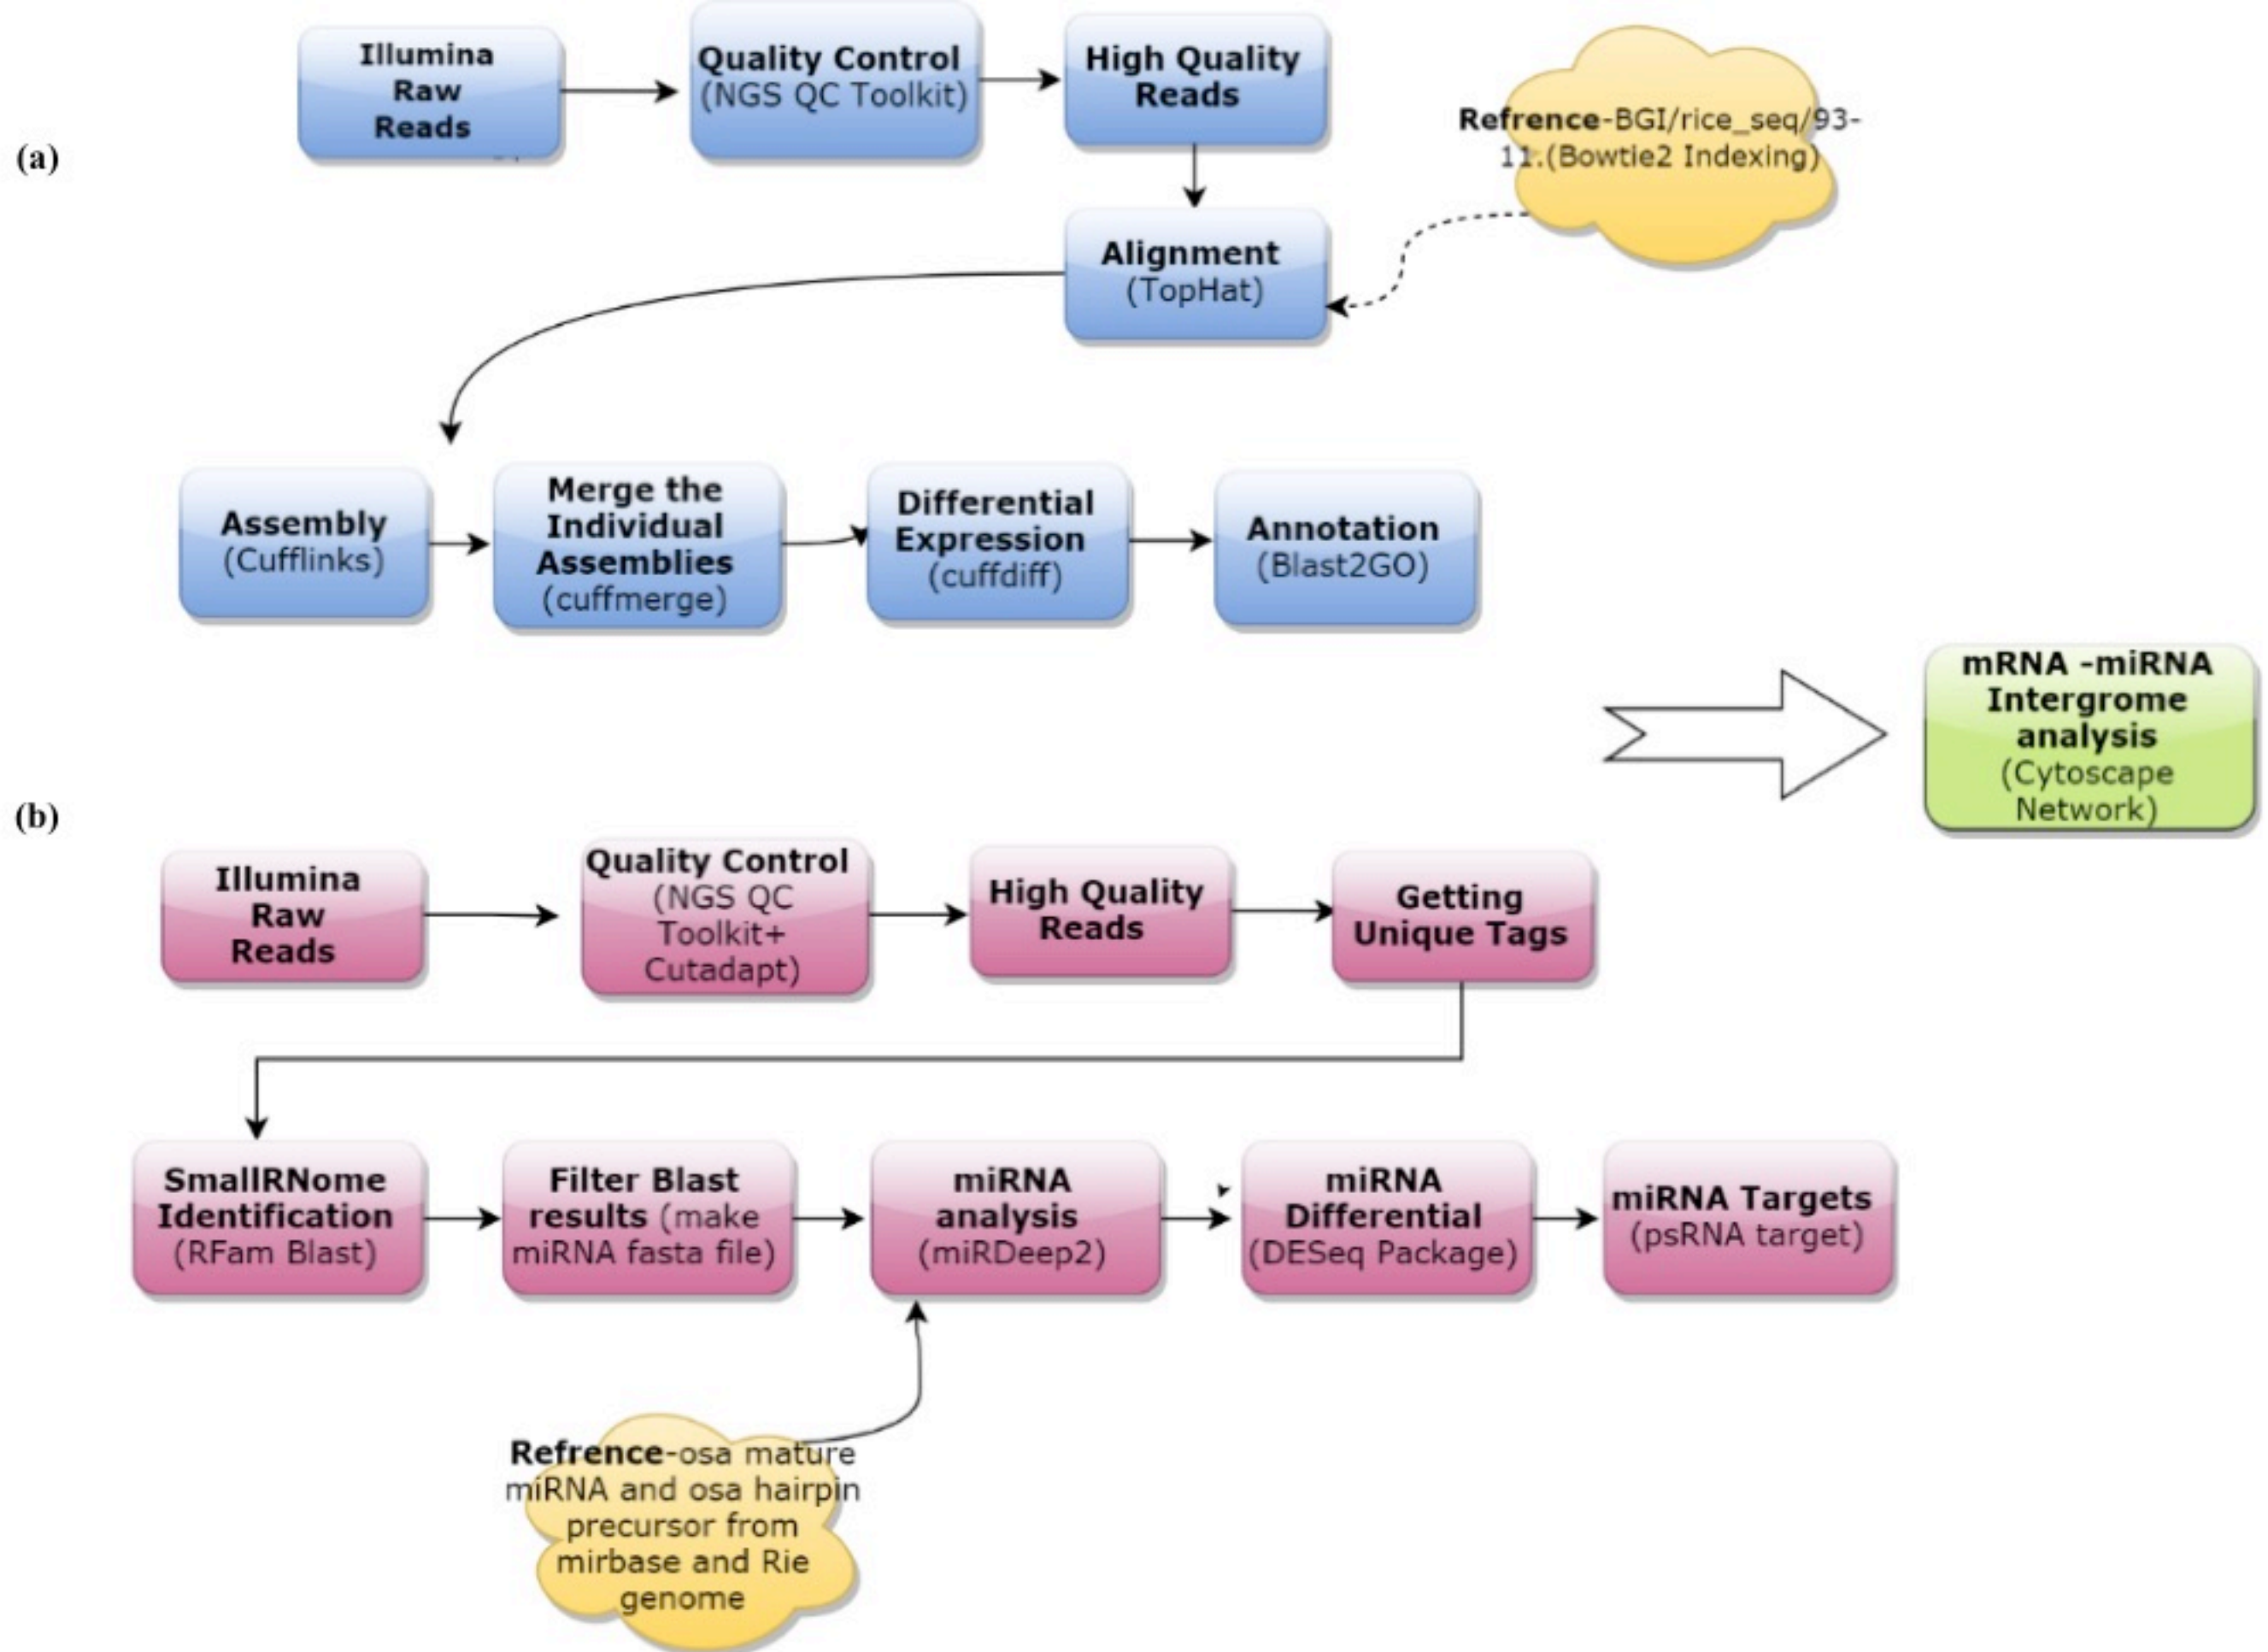 (a)
Illumina
Raw
Reads
Quality Control
(NGS QC Toolkit)
High Quality
Reads
Refrence-BGI/rice_seq/93-
11.(Bowtie2 Indexing)
Alignment
(TopHat)
Assembly
(Cufflinks)
Merge the
Individual
Assemblies
(cuffmerge)
Differential
Expression
(cuffdiff)
Annotation
(Blast2GO)
mRNA -miRNA
Intergrome
analysis
(Cytoscape
Network)
(b)
Illumina
Raw
Reads
Quality Control
(NGS QC
Toolkit+
Cutadapt)
High Quality
Reads
Getting
Unique Tags
SmallRNome
Identification
(RFam Blast)
Filter Blast
results (make
miRNA fasta file)
miRNA
analysis
(miRDeep2)
miRNA
Differential
(DESeq Package)
miRNA Targets
(psRNA target)
Refrence-osa mature
miRNA and osa hairpin
precursor from
mirbase and Rie
genome